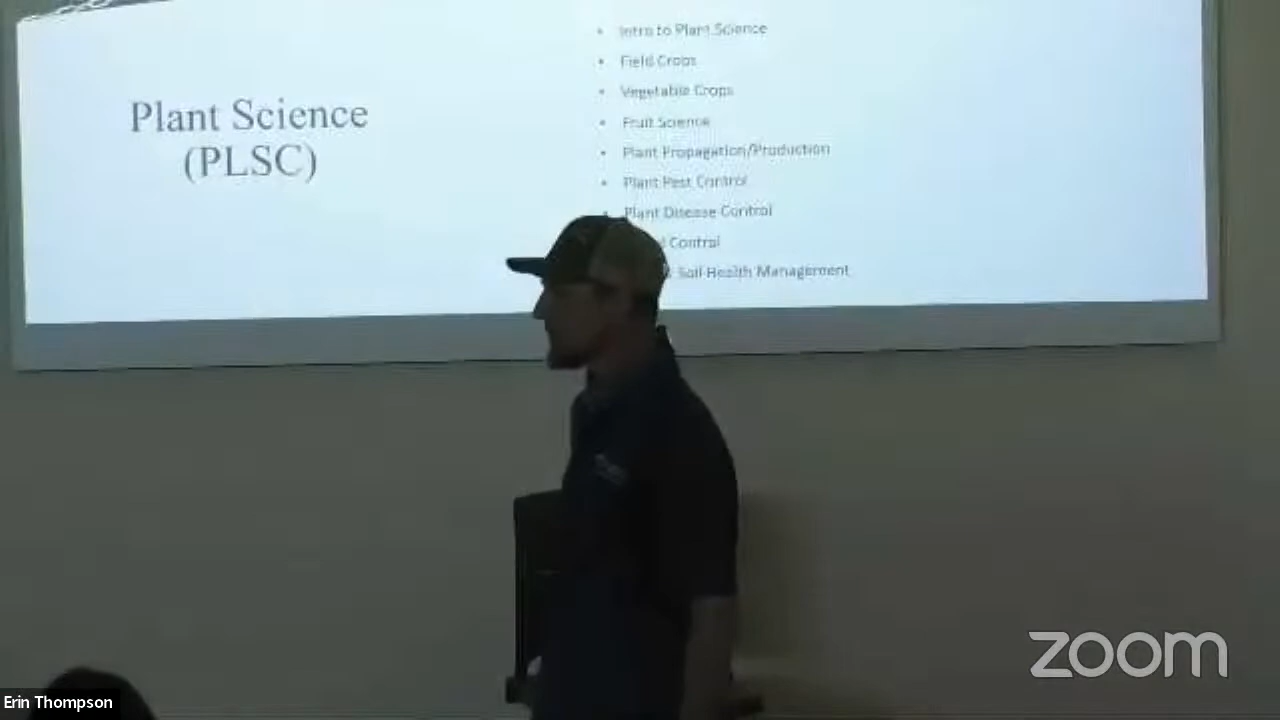 Plant Science
(PLSC)
• Intro to Plant Science
• Field Crops
• Vegetable Crops
• Fruit Science
• Plant Propagation/Production
• Plant Pest Control
• Plant Disease Control
Control
Soil Health Management
zoom
Erin Thompson